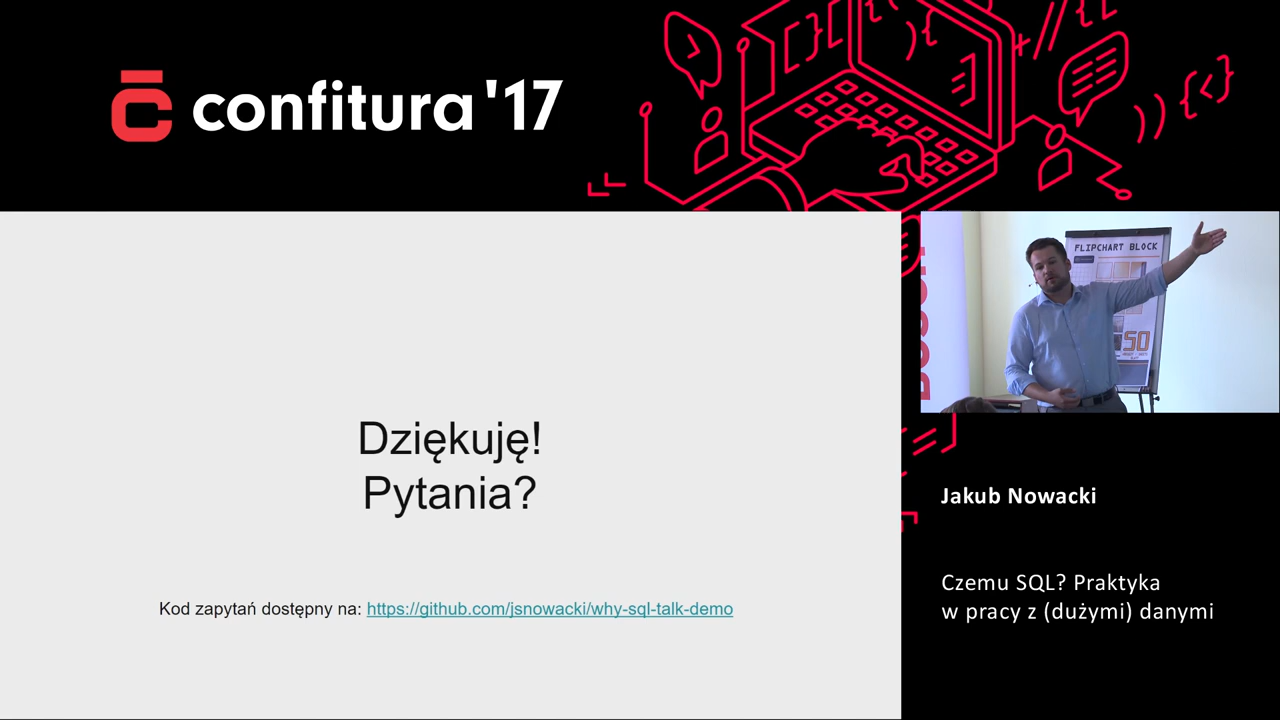 confitura '17
Dziękuję!
Pytania?
Kod zapytań dostępny na: https://github.com/jsnowacki/why-sql-talk-demo
FLIPCHART BLOCK
50
Jakub Nowacki
Czemu SQL? Praktyka
w pracy z (dużymi) danymi